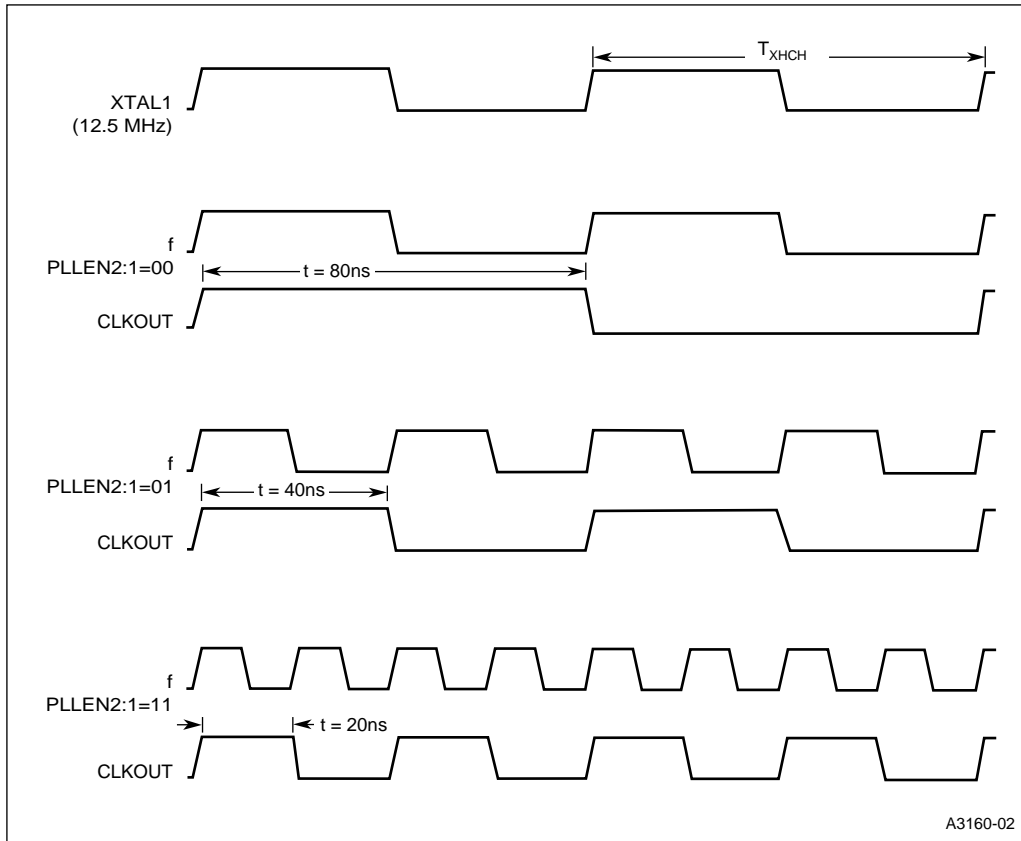 T_XHCH
XTAL1
(12.5 MHz)
f
PLLEN2:1=00
t = 80ns
CLKOUT
f
PLLEN2:1=01
t = 40ns
CLKOUT
f
PLLEN2:1=11
t = 20ns
CLKOUT
A3160-02